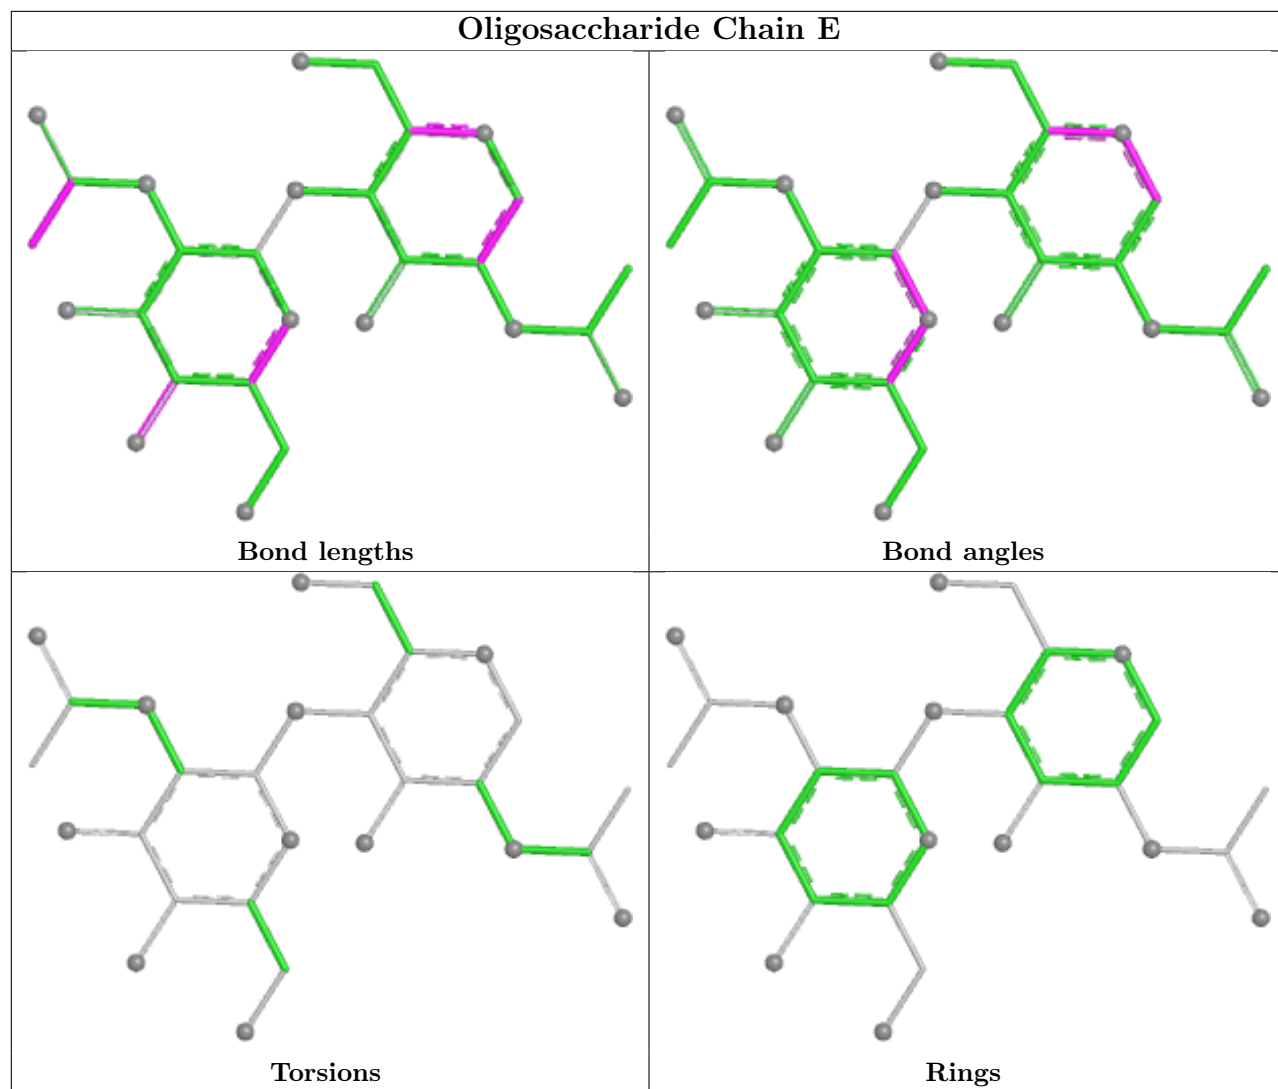 Oligosaccharide Chain E
Bond lengths
Bond angles
Torsions
Rings